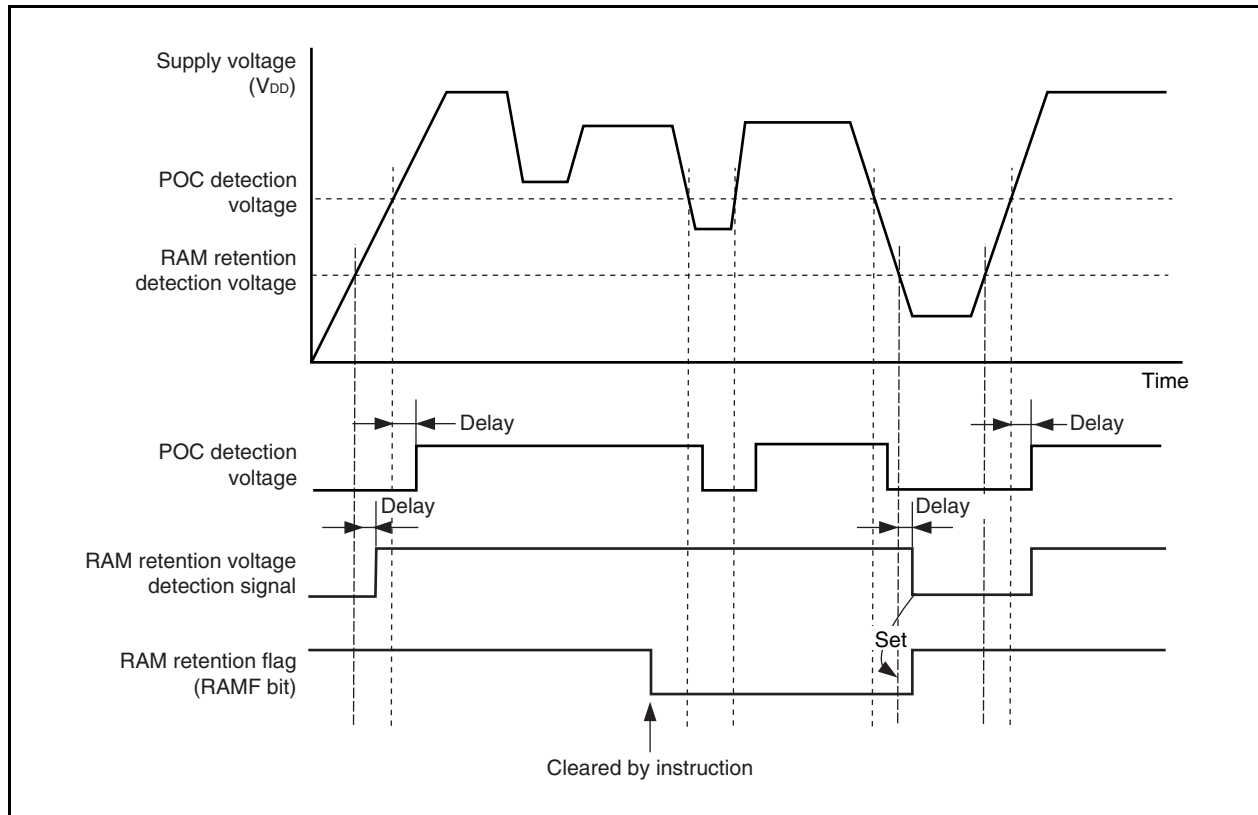 Supply voltage
(VDD)
POC detection
voltage
RAM retention
detection voltage
Time
Delay
Delay
POC detection
voltage
Delay
Delay
RAM retention voltage
detection signal
Set
RAM retention flag
(RAMF bit)
Cleared by instruction